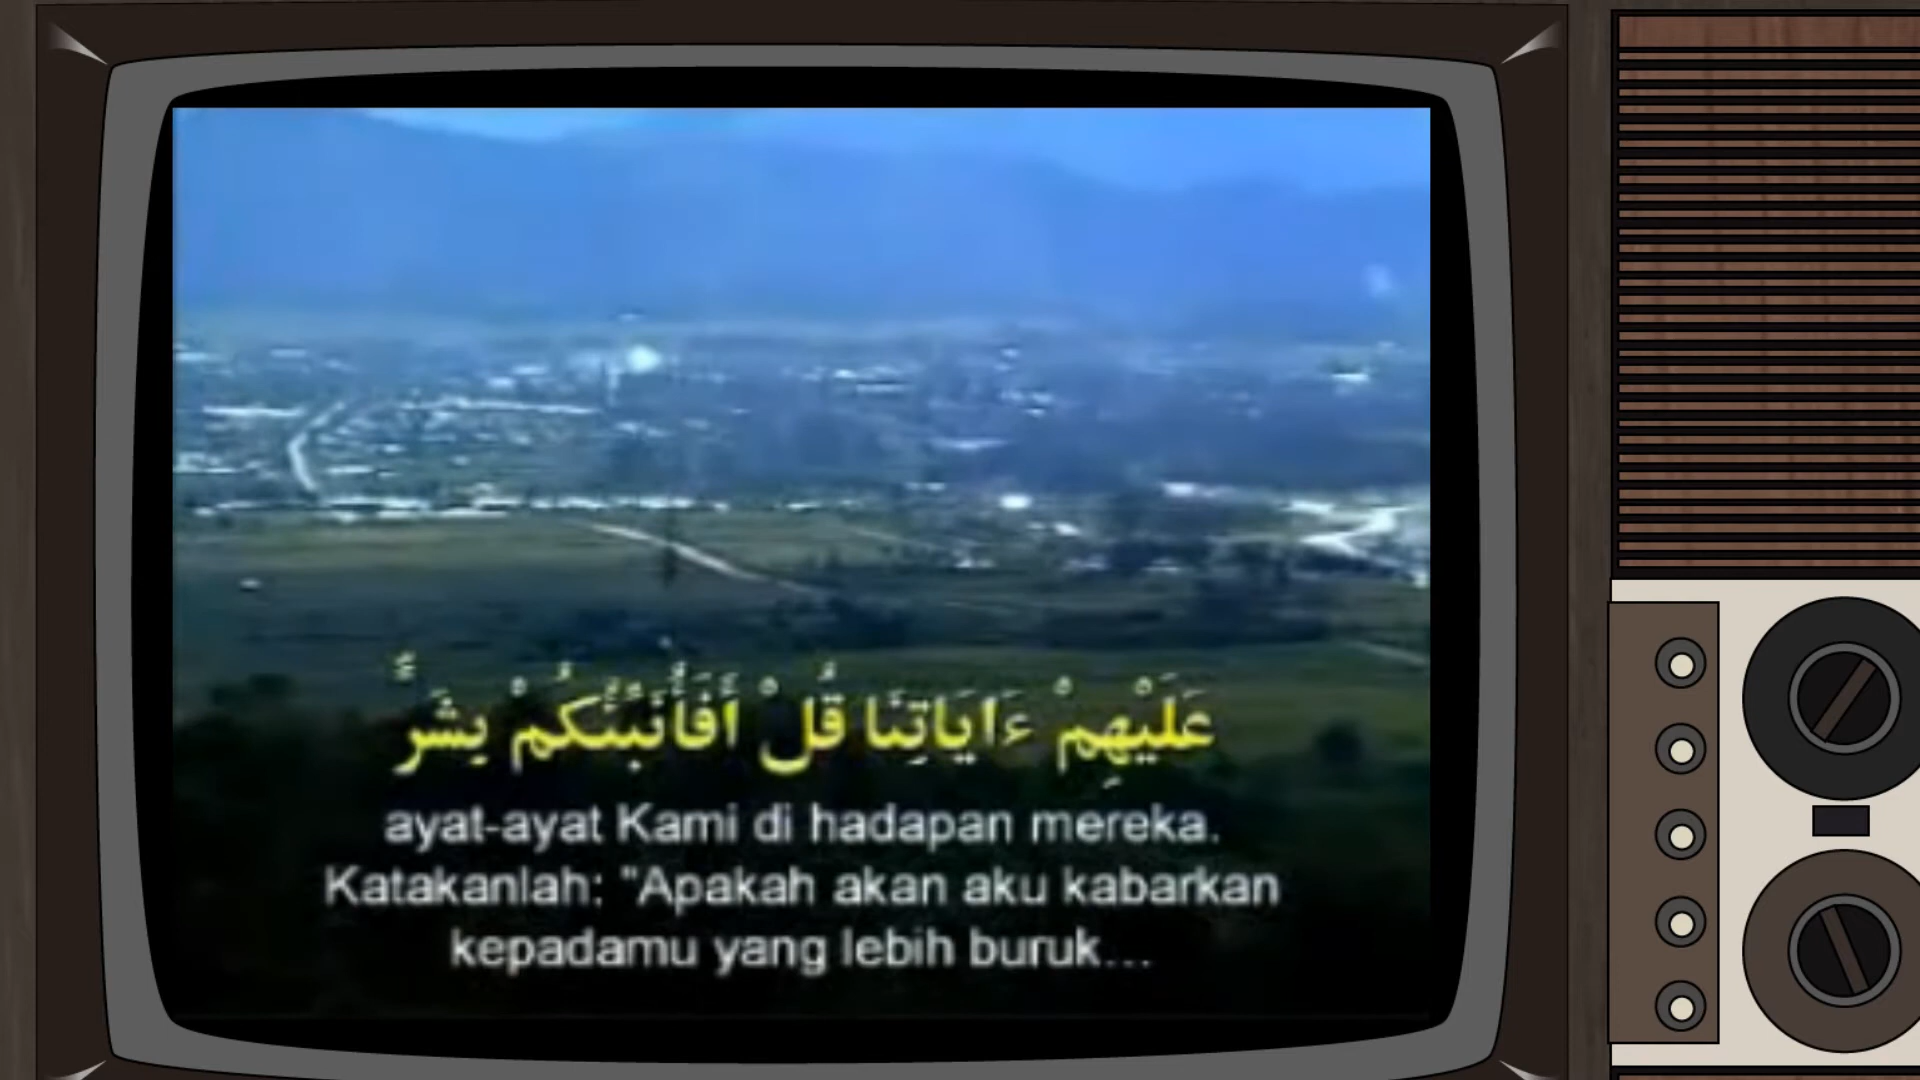 عَلَيْهِمْ ءَايَاتِنَا قُلْ أَفَأُنَبِّئُكُمْ بِشَرٍّ
ayat-ayat Kami di hadapan mereka.
Katakanlah: "Apakah akan aku kabarkan
kepadamu yang lebih buruk...